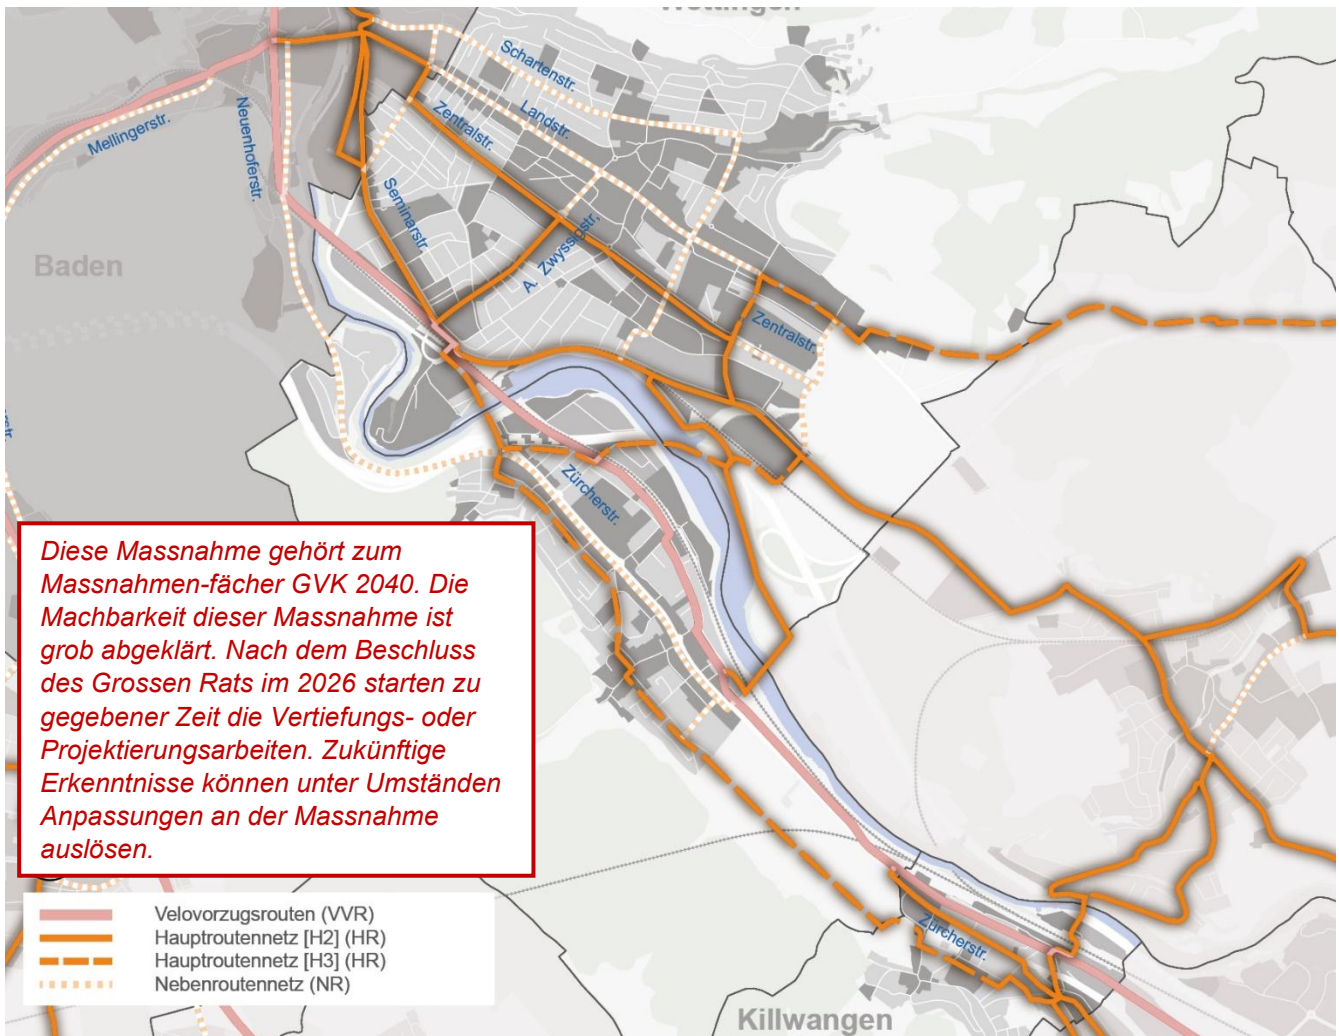 Wettingen
Schartenstr.
Landstr.
Zentralstr.
Mellingerstr.
Neuenhoferstr.
Seminarstr.
A. Zwyssigstr,
Baden
Zentralstr.
Zürcherstr.
Diese Massnahme gehört zum
Massnahmen-fächer GVK 2040. Die
Machbarkeit dieser Massnahme ist
grob abgeklärt. Nach dem Beschluss
des Grossen Rats im 2026 starten zu
gegebener Zeit die Vertiefungs- oder
Projektierungsarbeiten. Zukünftige
Erkenntnisse können unter Umständen
Anpassungen an der Massnahme
auslösen.
Velovorzugsrouten (VVR)
Hauptroutennetz [H2] (HR)
Hauptroutennetz [H3] (HR)
Nebenroutennetz (NR)
Zürcherstr.
Killwangen